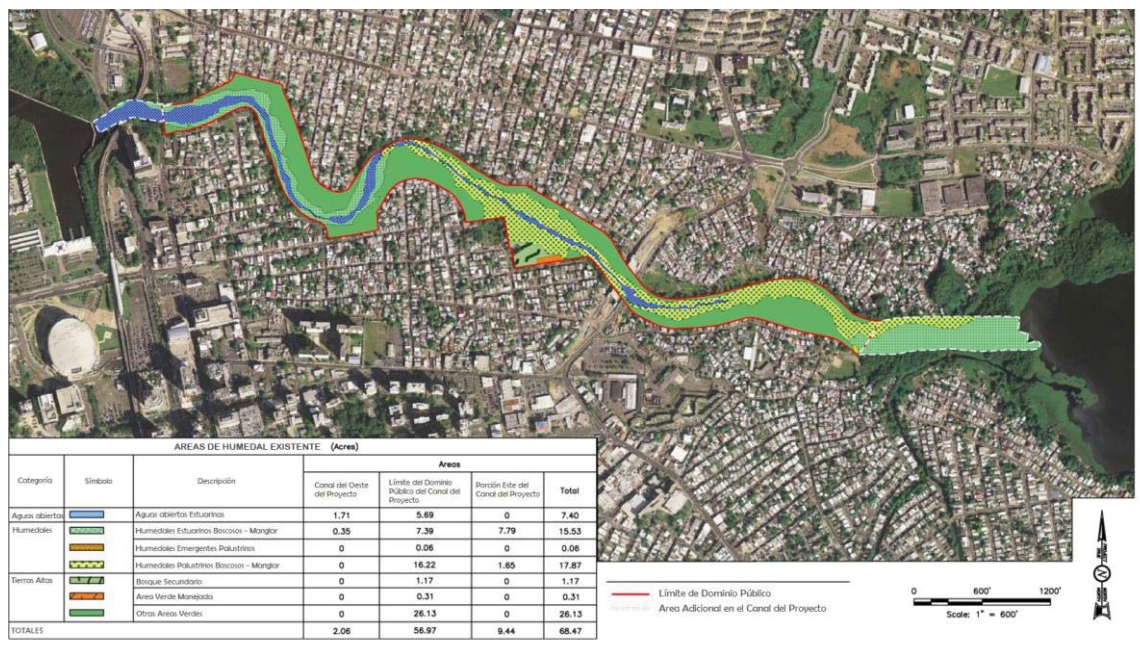 AREAS DE HUMEDAL EXISTENTE (Acres)
Categoría Símbolo Descripción Areas
Canal del Oeste del Proyecto
Límite del Dominio Público del Canal del Proyecto
Porción Este del Canal del Proyecto
Total
Aguas abiertas Aguas abiertas Estuarinas 1.71 5.69 0 7.40
Humedales Humedales Estuarinos Boscosos - Manglar 0.35 7.39 7.79 15.53
Humedales Emergentes Palustrinos 0 0.06 0 0.06
Humedales Palustrinos Boscosos - Manglar 0 16.22 1.65 17.87
Tierras Altas Bosque Secundario 0 1.17 0 1.17
Area Verde Manejada 0 0.31 0 0.31
Otras Areas Verdes 0 26.13 0 26.13
TOTALES 2.06 56.97 9.44 68.47
Límite de Dominio Público
Area Adicional en el Canal del Proyecto
0 600' 1200'
Scale: 1" = 600'
N